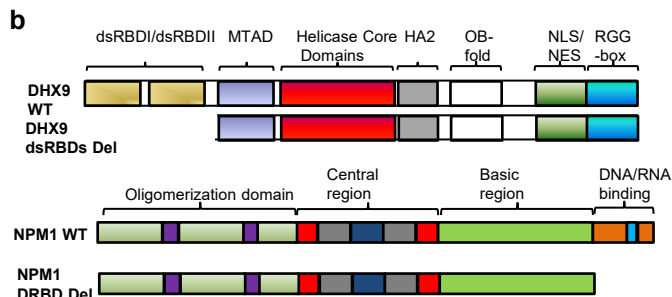 b
dsRBDI/dsRBDII MTAD Helicase Core HA2 OB- NLS/ RGG
Domains fold NES -box
DHX9
WT
DHX9
dsRBDs Del
Central Basic DNA/RNA
Oligomerization domain region region binding
NPM1 WT
NPM1
DRBD Del